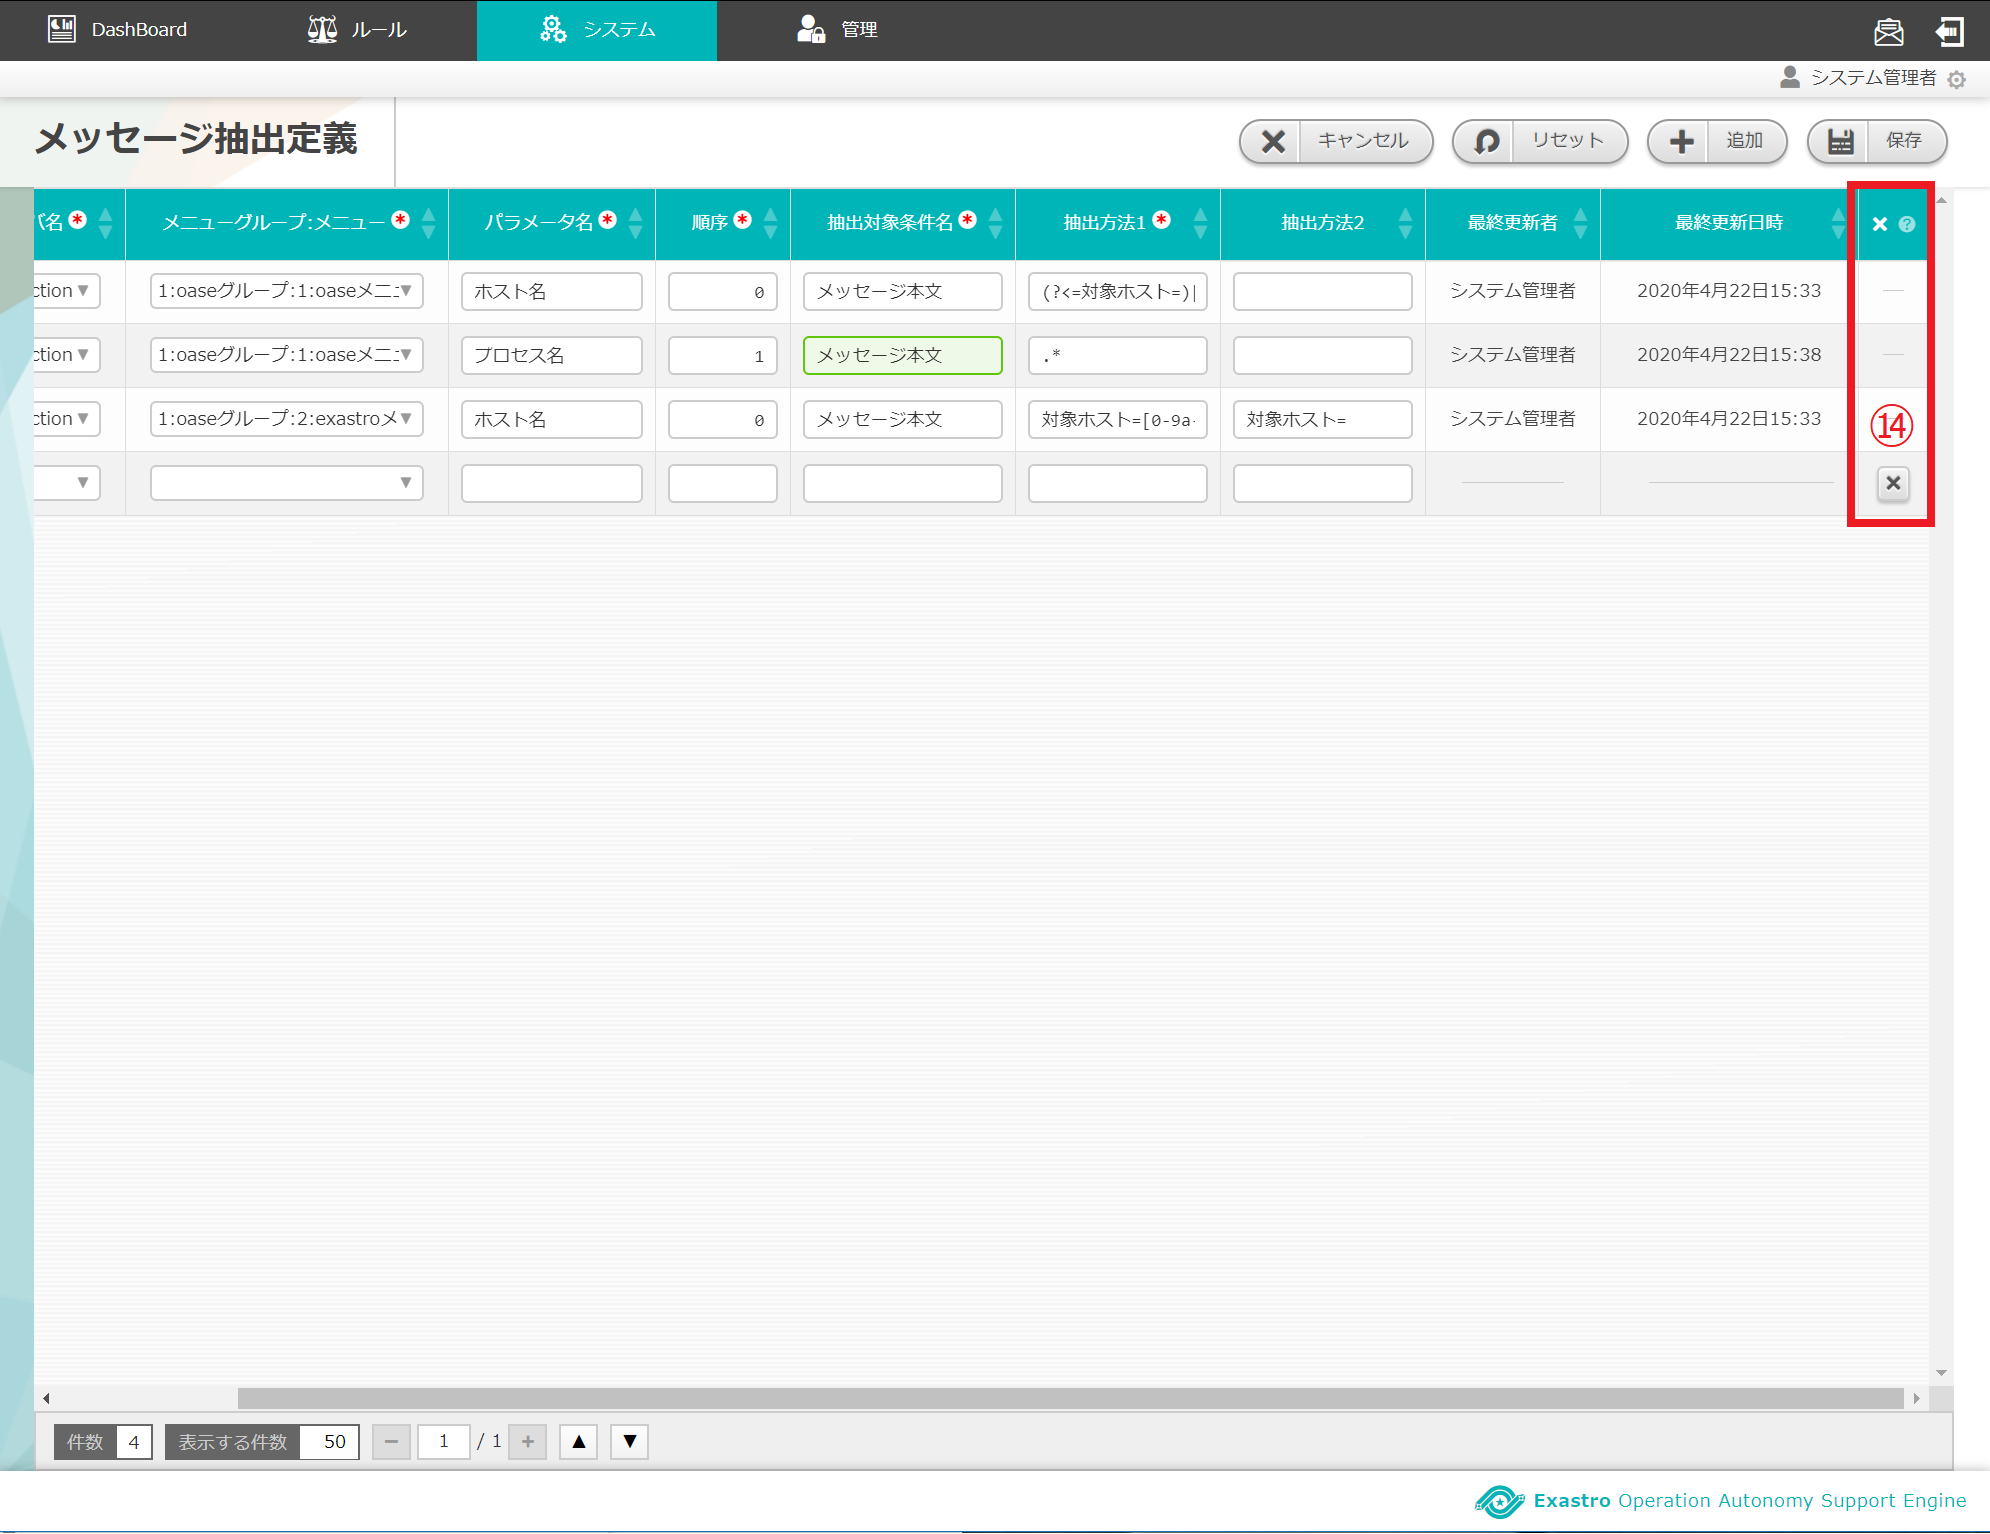 DashBoard
ルール
システム
管理
システム管理者
メッセージ抽出定義
キャンセル
リセット
追加
保存
バ名 *
メニューグループ:メニュー *
パラメータ名 *
順序 *
抽出対象条件名 *
抽出方法1 *
抽出方法2
最終更新者
最終更新日時
ction
1:oaseグループ:1:oaseメニ
ホスト名
0
メッセージ本文
(?<=対象ホスト=)
システム管理者
2020年4月22日15:33
ction
1:oaseグループ:1:oaseメニ
プロセス名
1
メッセージ本文
.*
システム管理者
2020年4月22日15:38
ction
1:oaseグループ:2:exastroメ
ホスト名
0
メッセージ本文
対象ホスト=[0-9a-
対象ホスト=
システム管理者
2020年4月22日15:33
⑭
件数 4
表示する件数 50
1 / 1
Exastro Operation Autonomy Support Engine